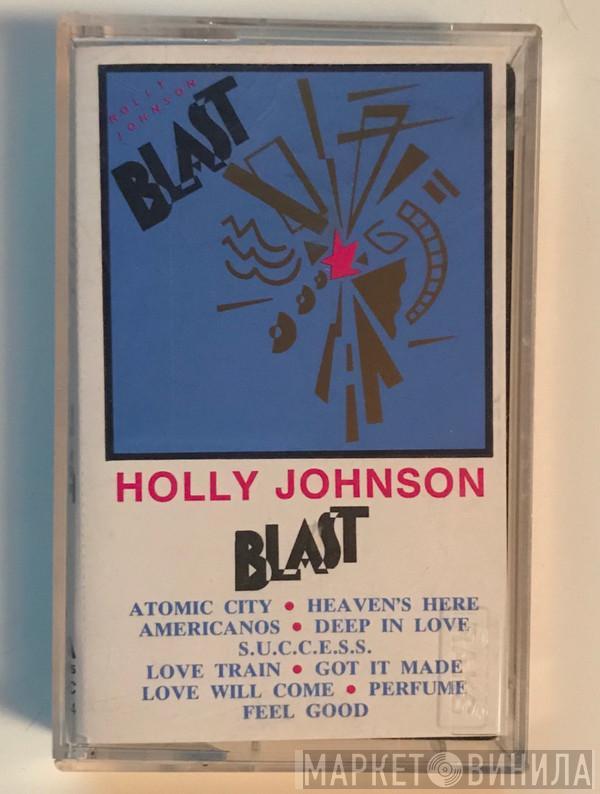 HOLLY
JOHNSON
BLAST
HOLLY JOHNSON
BLAST
ATOMIC CITY • HEAVEN'S HERE
AMERICANOS • DEEP IN LOVE
S.U.C.C.E.S.S.
LOVE TRAIN • GOT IT MADE
LOVE WILL COME • PERFUME
FEEL GOOD
МАРКЕТ ВИНИЛА